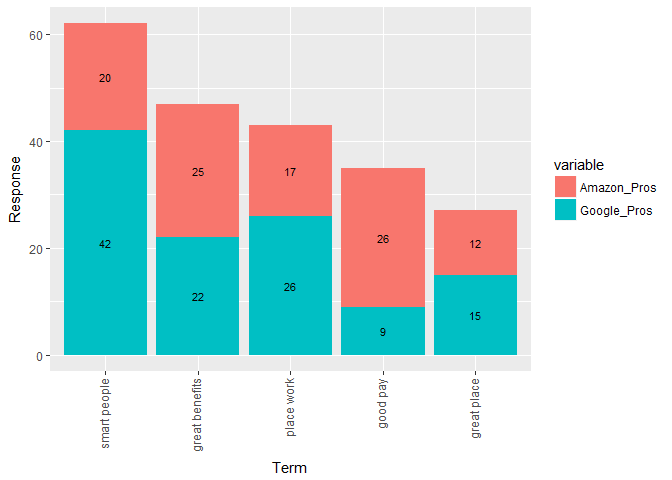 60
40
20
0
Response
20
42
25
22
17
26
26
9
12
15
smart people
great benefits
place work
good pay
great place
Term
variable
Amazon_Pros
Google_Pros